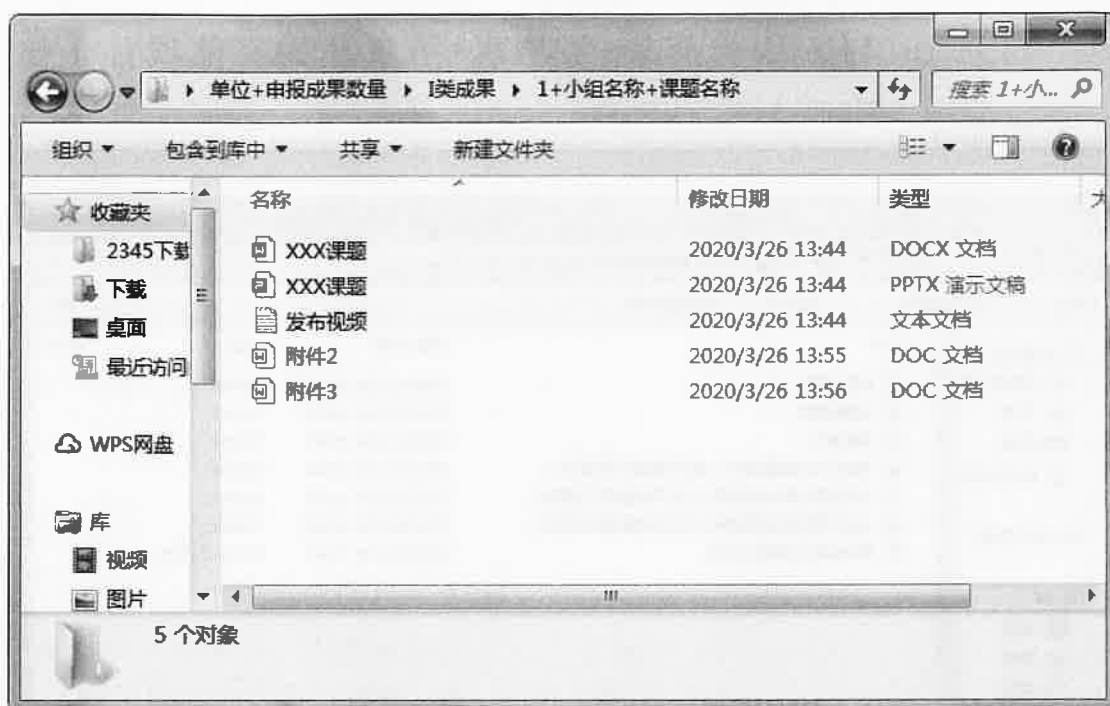 单位+由报成果数量 ▸ I类成果 ▸ 1+小组名称+课题名称
搜索 1+小...
组织 包含到库中 共享 新建文件夹
收藏夹
2345下载
下载
桌面
最近访问
WPS网盘
库
视频
图片
名称 修改日期 类型 大
XXX课题 2020/3/26 13:44 DOCX 文档
XXX课题 2020/3/26 13:44 PPTX 演示文稿
发布视频 2020/3/26 13:44 文本文档
附件2 2020/3/26 13:55 DOC 文档
附件3 2020/3/26 13:56 DOC 文档
5 个对象